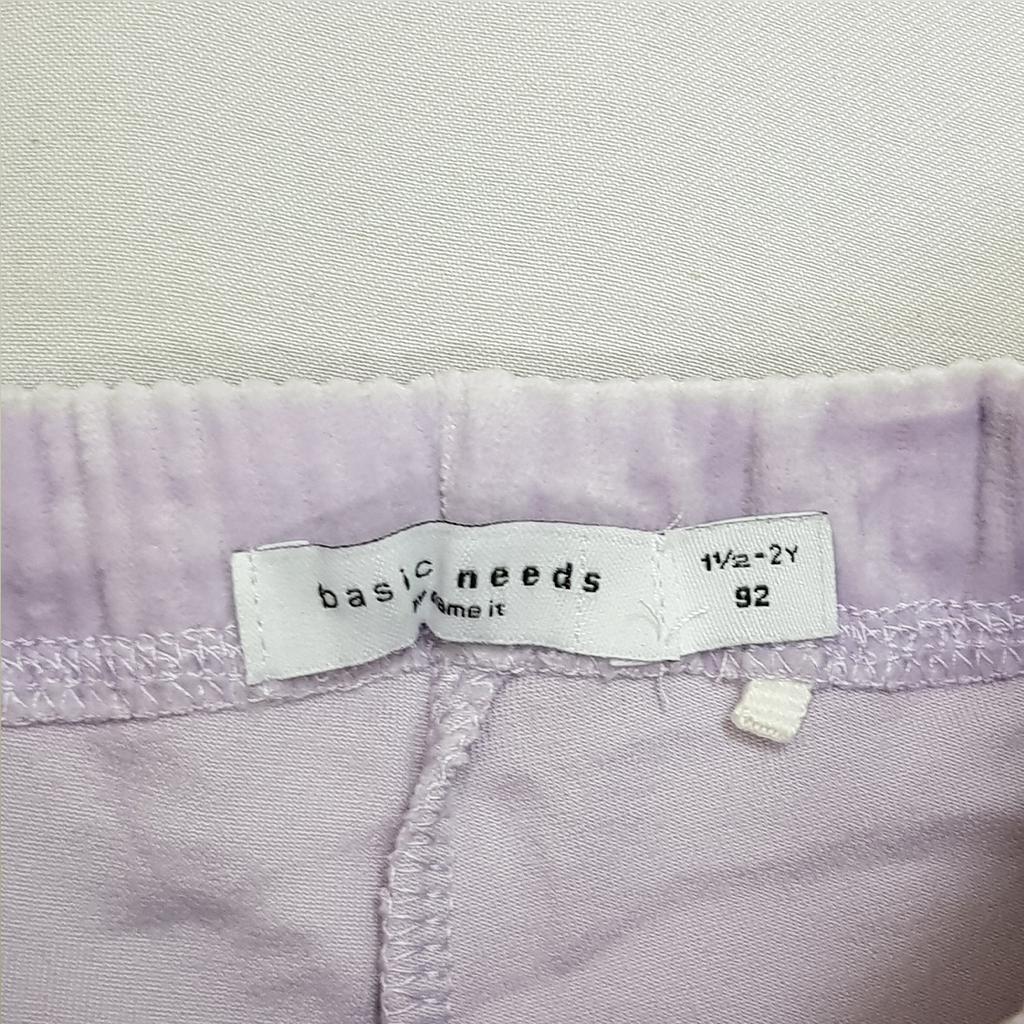 basic needs
name it
1½-2Y
92